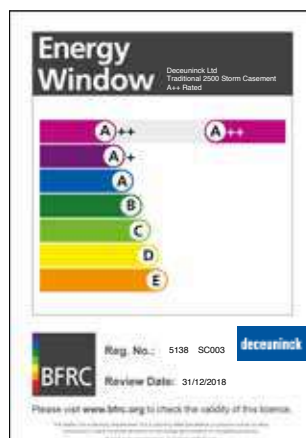 Energy
Window
Deceuninck Ltd
Traditional 2500 Storm Casement
A++ Rated
A++ A++
A+
A
B
C
D
E
deceuninck
BFRC
Reg. No.: 5138 SC003
Review Date: 31/12/2018
Please visit www.bfrc.org to check the validity of this licence.